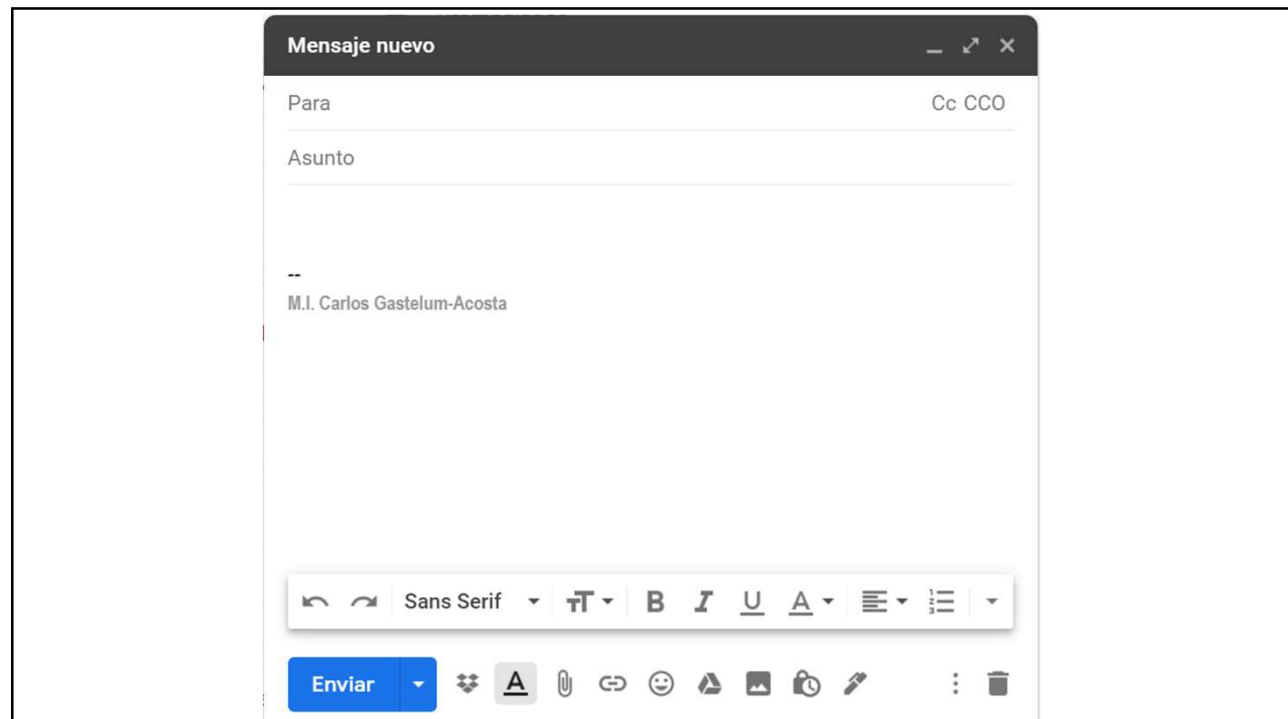 Mensaje nuevo
Para Cc CCO
Asunto
--
M.I. Carlos Gastelum-Acosta
Sans Serif
Enviar